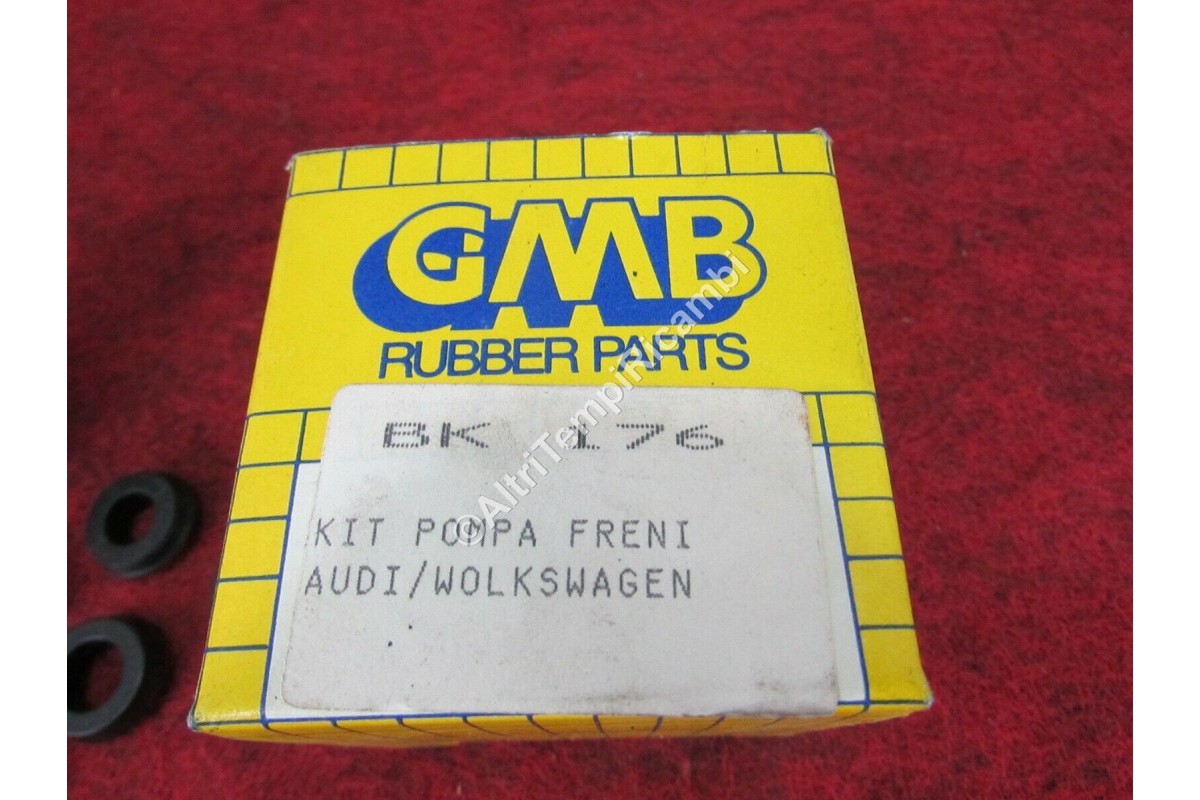 GMB
RUBBER PARTS
BK 176
KIT POMPA FRENI
AUDI/WOLKSWAGEN
©AltriTempiRicambi